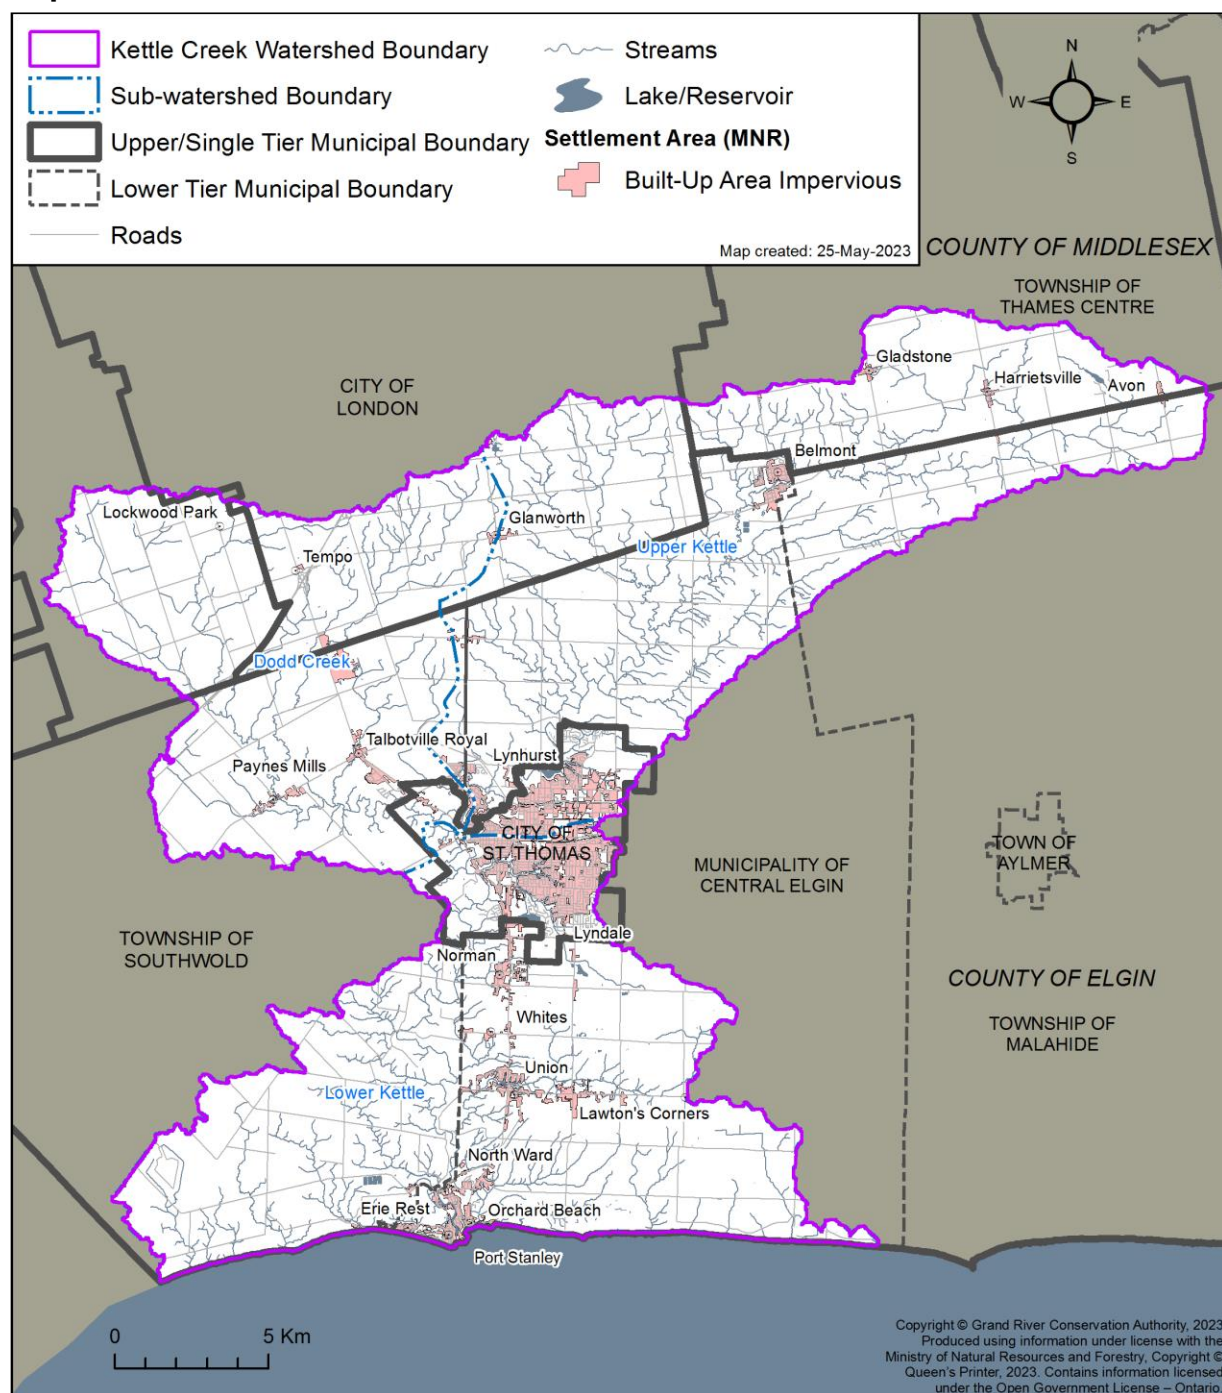 Kettle Creek Watershed Boundary
Sub-watershed Boundary
Upper/Single Tier Municipal Boundary
Lower Tier Municipal Boundary
Roads
Streams
Lake/Reservoir
Settlement Area (MNR)
Built-Up Area Impervious
Map created: 25-May-2023
N
W
E
S
COUNTY OF MIDDLESEX
TOWNSHIP OF
THAMES CENTRE
CITY OF
LONDON
Gladstone
Harrietsville
Avon
Belmont
Lockwood Park
Glanworth
Upper Kettle
Tempo
Dodd Creek
Talbotville Royal
Lynhurst
Paynes Mills
CITY OF
ST. THOMAS
MUNICIPALITY OF
CENTRAL ELGIN
TOWN OF
AYLMER
TOWNSHIP OF
SOUTHWOLD
Lyndale
Norman
COUNTY OF ELGIN
TOWNSHIP OF
MALAHIDE
Whites
Union
Lower Kettle
Lawton's Corners
North Ward
Erie Rest
Orchard Beach
Port Stanley
0
5 Km
Copyright © Grand River Conservation Authority, 2023
Produced using information under license with the
Ministry of Natural Resources and Forestry, Copyright ©
Queen's Printer, 2023. Contains information licensed
under the Open Government License – Ontario